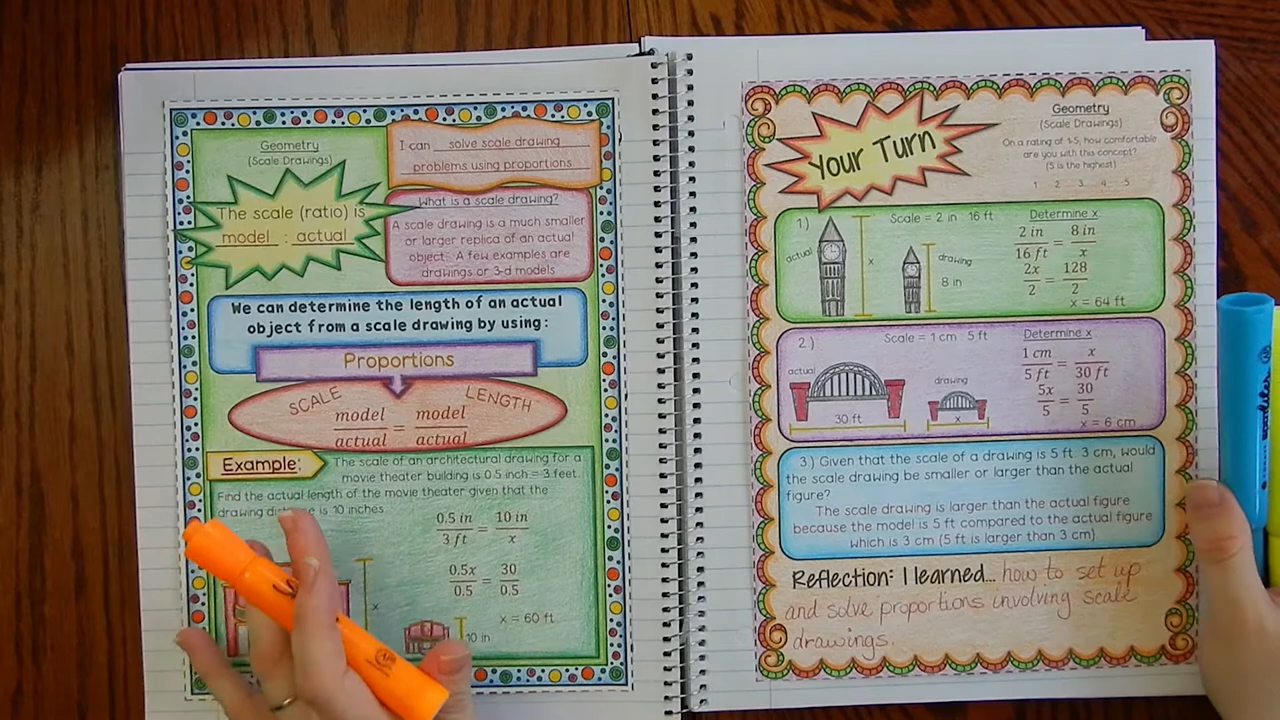 Geometry
(Scale Drawings)
The scale (ratio) is
model : actual
I can solve scale drawing
problems using proportions
What is a scale drawing?
A scale drawing is a much smaller
or larger replica of an actual
object. A few examples are
drawings or 3-d models
We can determine the length of an actual
object from a scale drawing by using:
Proportions
SCALE LENGTH
model/actual = model/actual
Example:
The scale of an architectural drawing for a
movie theater building is 0.5 inch = 3 feet.
Find the actual length of the movie theater given that the
drawing is 10 inches
0.5 in/3 ft = 10 in/x
0.5x/0.5 = 30/0.5
x = 60 ft
x
10 in
Your Turn
Geometry
(Scale Drawings)
On a rating of 1-5, how comfortable
are you with this concept?
(5 is the highest)
1 2 3 4 5
1.)
Scale = 2 in 16 ft
Determine x
actual
x
drawing
8 in
2 in/16 ft = 8 in/x
2x/2 = 128/2
x = 64 ft
2.)
Scale = 1 cm 5 ft
Determine x
actual
30 ft
drawing
x
1 cm/5 ft = x/30 ft
5x/5 = 30/5
x = 6 cm
3.) Given that the scale of a drawing is 5 ft 3 cm, would
the scale drawing be smaller or larger than the actual
figure?
The scale drawing is larger than the actual figure
because the model is 5 ft compared to the actual figure
which is 3 cm (5 ft is larger than 3 cm)
Reflection: I learned... how to set up
and solve proportions involving scale
drawings.